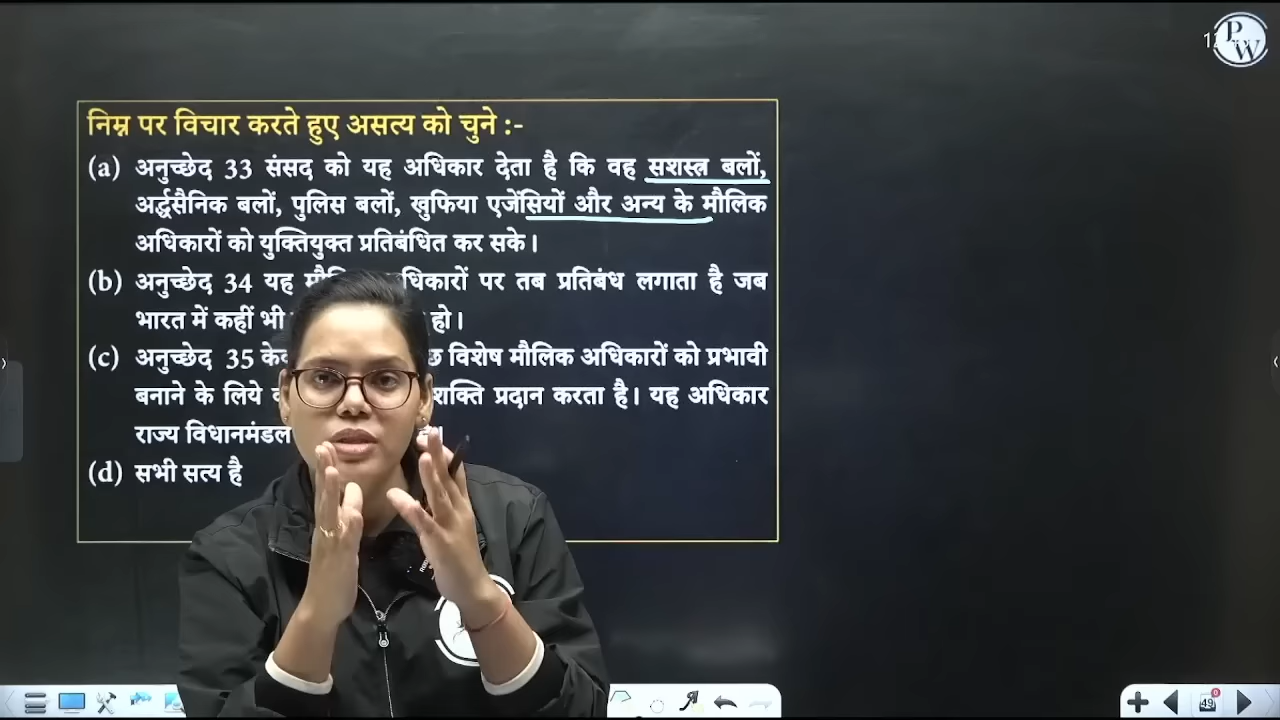 PW
निम्न पर विचार करते हुए असत्य को चुने :-
(a) अनुच्छेद 33 संसद को यह अधिकार देता है कि वह सशस्त्र बलों,
अर्द्धसैनिक बलों, पुलिस बलों, खुफिया एजेंसियों और अन्य के मौलिक
अधिकारों को युक्तियुक्त प्रतिबंधित कर सके।
(b) अनुच्छेद 34 यह धिकारों पर तब प्रतिबंध लगाता है जब
भारत में कहीं भी हो।
(c) अनुच्छेद 35 विशेष मौलिक अधिकारों को प्रभावी
बनाने के लिये शक्ति प्रदान करता है। यह अधिकार
राज्य विधानमंडल
(d) सभी सत्य है
49